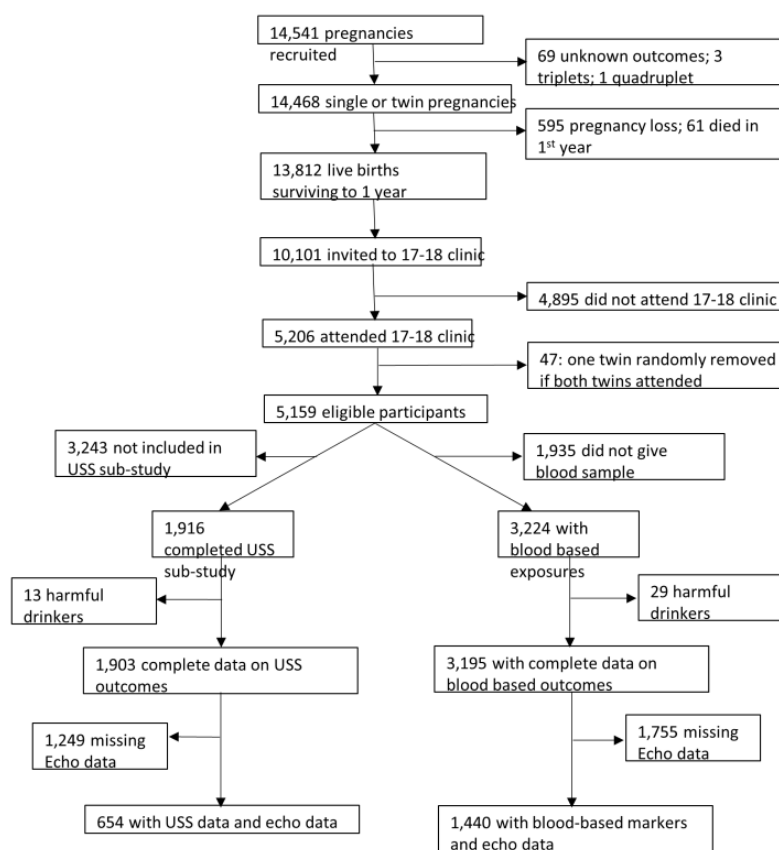 14,541 pregnancies
recruited
69 unknown outcomes; 3
triplets; 1 quadruplet
14,468 single or twin pregnancies
595 pregnancy loss; 61 died in
1st year
13,812 live births
surviving to 1 year
10,101 invited to 17-18 clinic
4,895 did not attend 17-18 clinic
5,206 attended 17-18 clinic
47: one twin randomly removed
if both twins attended
5,159 eligible participants
3,243 not included in
USS sub-study
1,935 did not give
blood sample
1,916
completed USS
sub-study
3,224 with
blood based
exposures
13 harmful
drinkers
29 harmful
drinkers
1,903 complete data on USS
outcomes
3,195 with complete data on
blood based outcomes
1,249 missing
Echo data
1,755 missing
Echo data
654 with USS data and echo data
1,440 with blood-based markers
and echo data